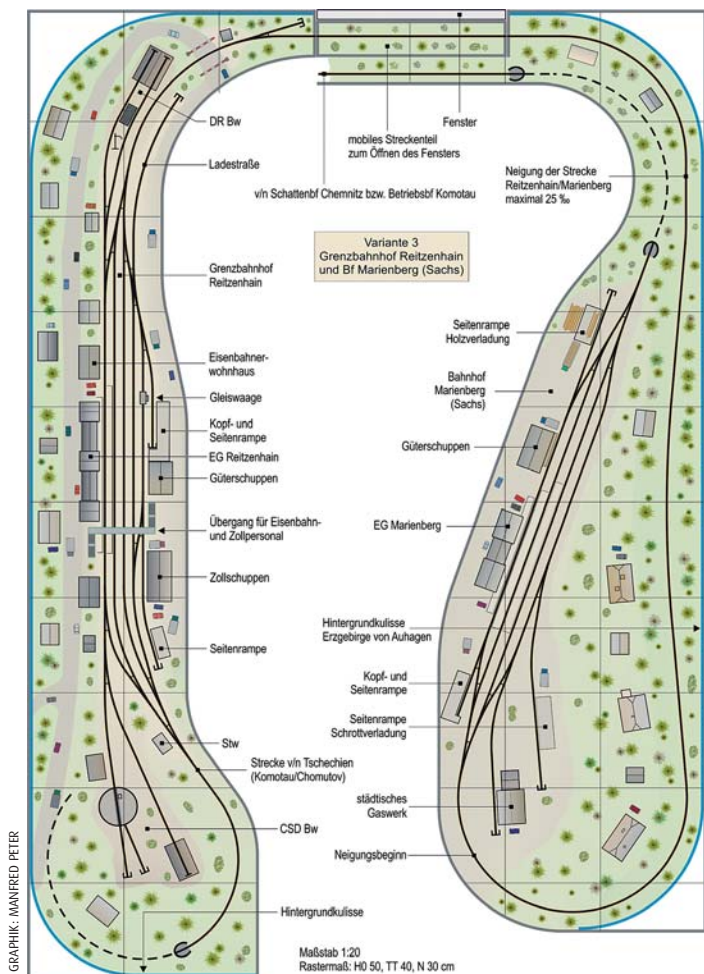 DR Bw
Ladestraße
Fenster
mobiles Streckenteil
zum Öffnen des Fensters
v/n Schattenbf Chemnitz bzw. Betriebsbf Komotau
Neigung der Strecke
Reitzenhain/Marienberg
maximal 25 ‰
Variante 3
Grenzbahnhof Reitzenhain
und Bf Marienberg (Sachs)
Grenzbahnhof
Reitzenhain
Eisenbahner-
wohnhaus
Gleiswaage
Kopf- und
Seitenrampe
EG Reitzenhain
Güterschuppen
Übergang für Eisenbahn-
und Zollpersonal
Zollschuppen
Seitenrampe
Stw
Strecke v/n Tschechien
(Komotau/Chomutov)
CSD Bw
Hintergrundkulisse
Seitenrampe
Holzverladung
Bahnhof
Marienberg
(Sachs)
Güterschuppen
EG Marienberg
Hintergrundkulisse
Erzgebirge von Auhagen
Kopf- und
Seitenrampe
Seitenrampe
Schrottverladung
städtisches
Gaswerk
Neigungsbeginn
Maßstab 1:20
Rastermaß: H0 50, TT 40, N 30 cm
GRAPHIK: MANFRED PETER